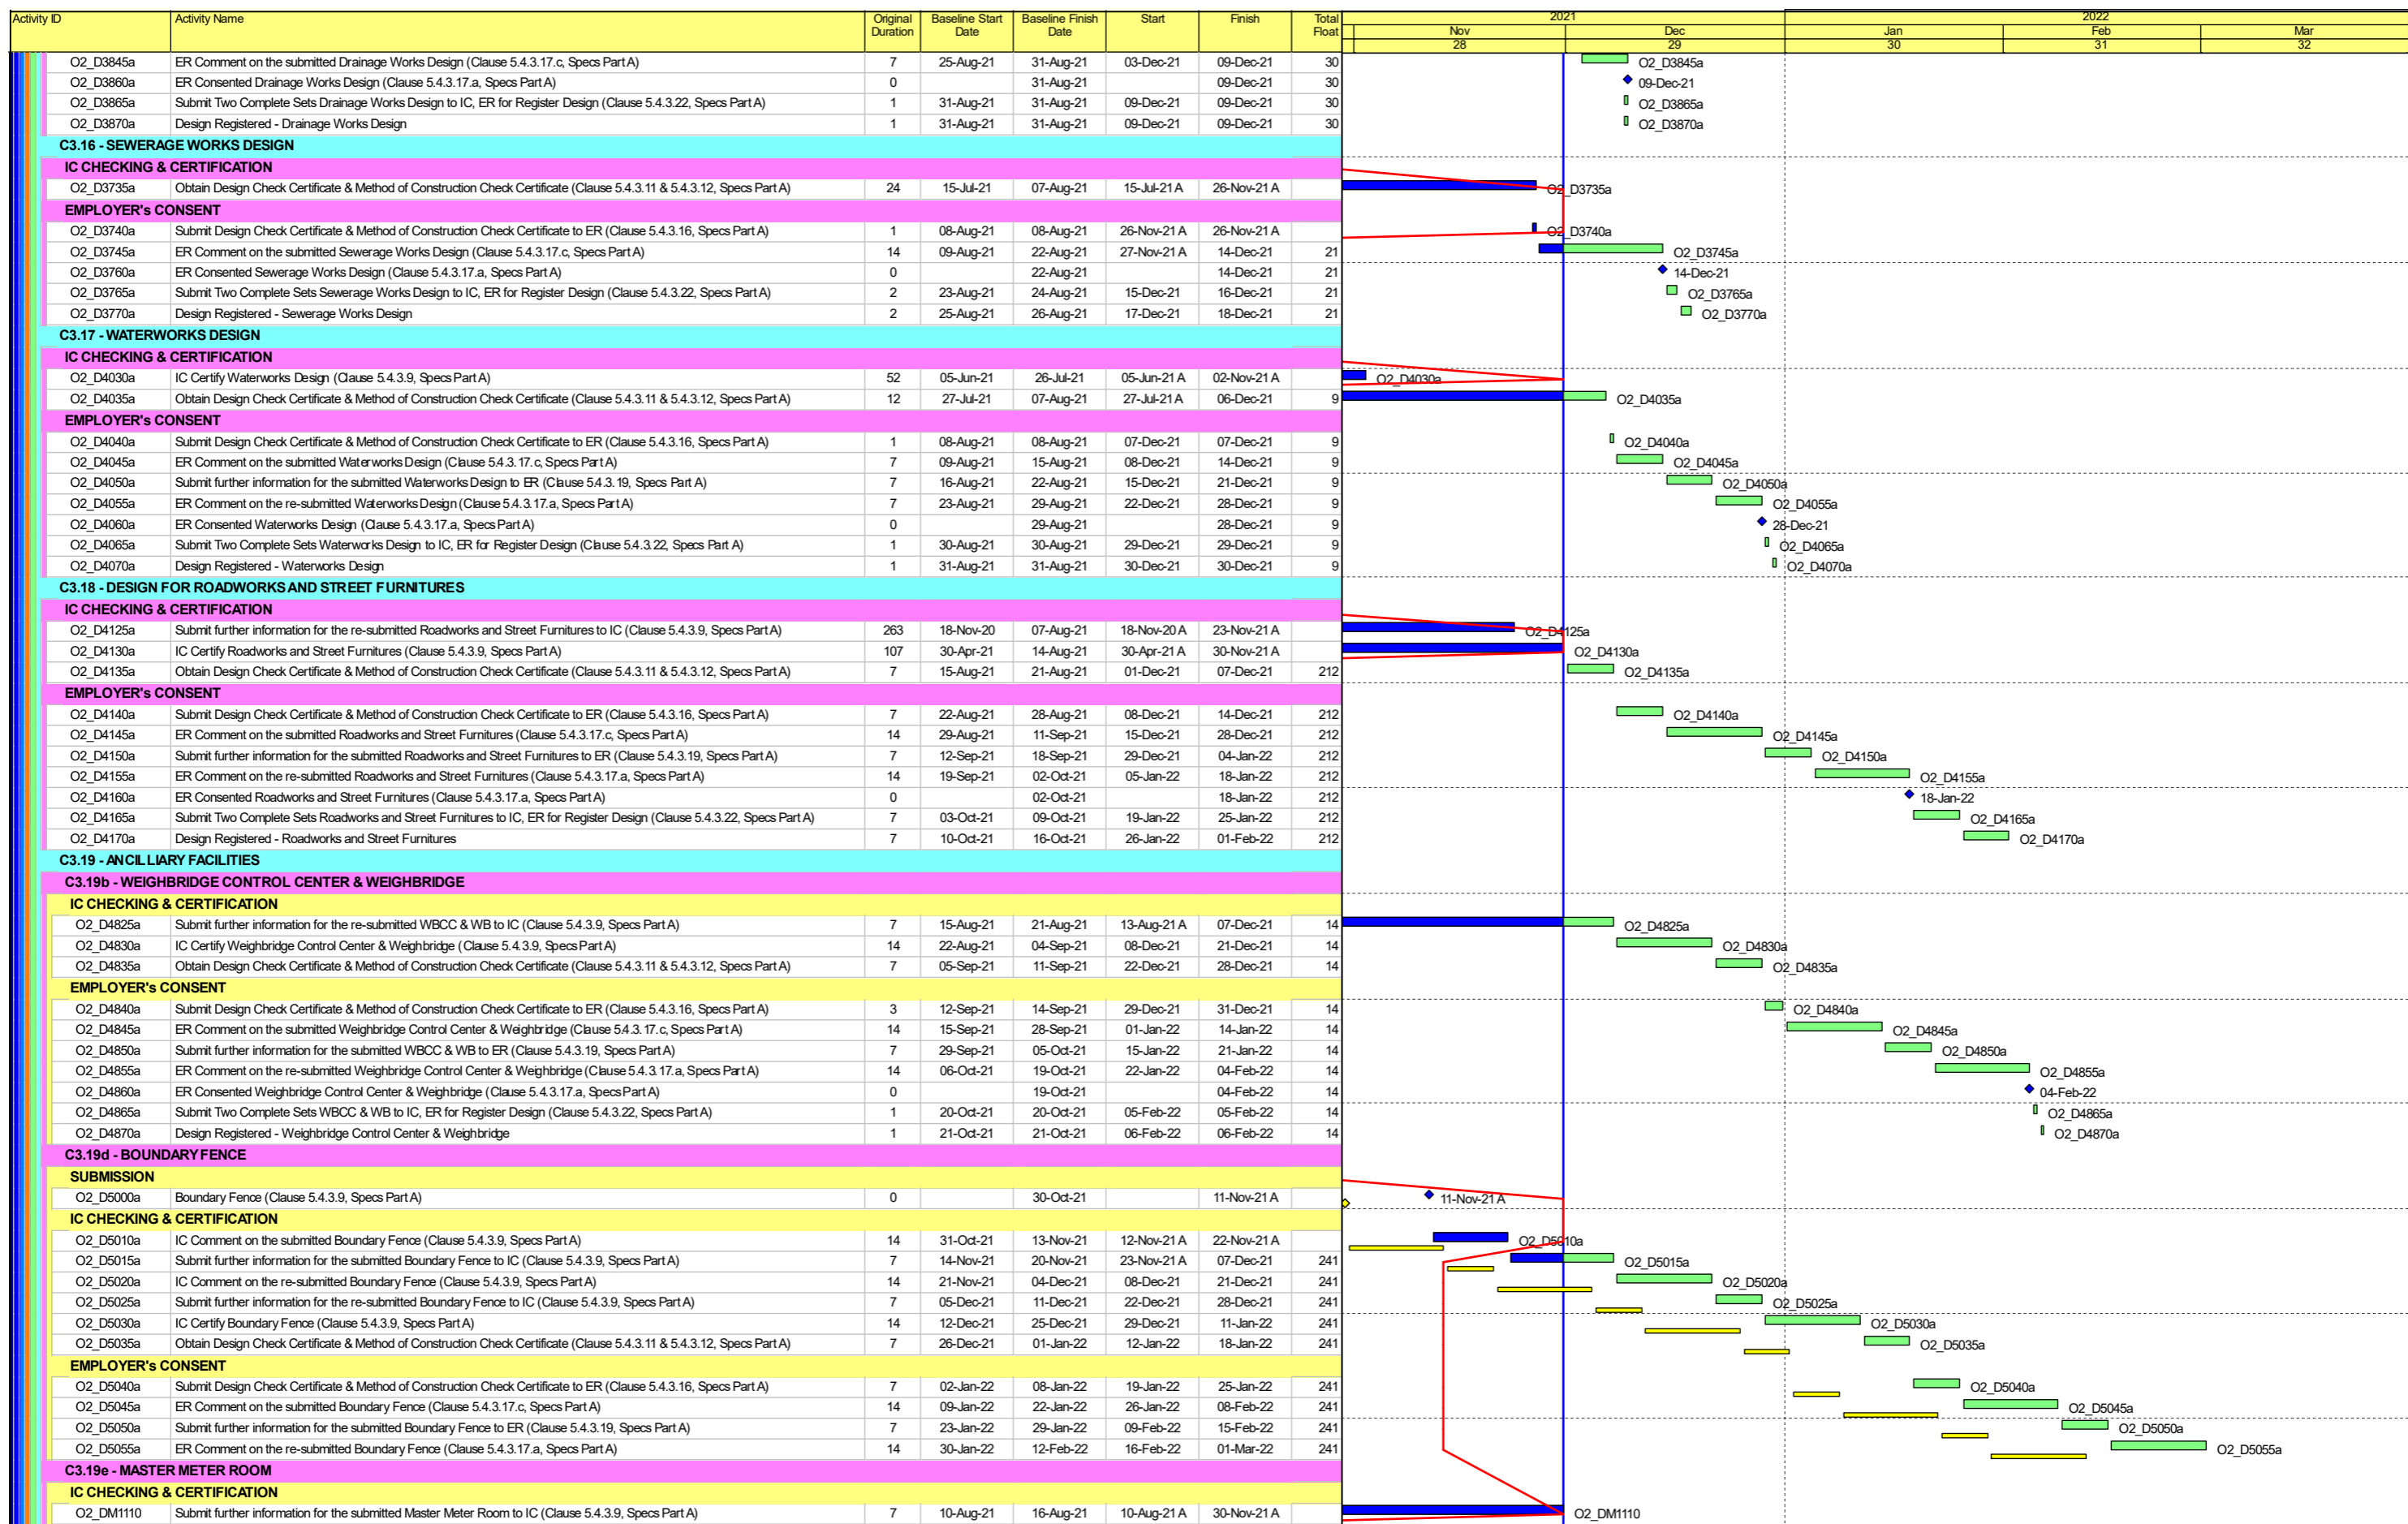 Activity ID Activity Name Original Duration Baseline Start Date Baseline Finish Date Start Finish Total Float 2021 2022
Nov Dec Jan Feb Mar
28 29 30 31 32
O2_D3845a ER Comment on the submitted Drainage Works Design (Clause 5.4.3.17.c, Specs Part A) 7 25-Aug-21 31-Aug-21 03-Dec-21 09-Dec-21 30 O2_D3845a
O2_D3860a ER Consented Drainage Works Design (Clause 5.4.3.17.a, Specs Part A) 0 31-Aug-21 09-Dec-21 30 09-Dec-21
O2_D3865a Submit Two Complete Sets Drainage Works Design to IC, ER for Register Design (Clause 5.4.3.22, Specs Part A) 1 31-Aug-21 31-Aug-21 09-Dec-21 09-Dec-21 30 O2_D3865a
O2_D3870a Design Registered - Drainage Works Design 1 31-Aug-21 31-Aug-21 09-Dec-21 09-Dec-21 30 O2_D3870a
C3.16 - SEWERAGE WORKS DESIGN
IC CHECKING & CERTIFICATION
O2_D3735a Obtain Design Check Certificate & Method of Construction Check Certificate (Clause 5.4.3.11 & 5.4.3.12, Specs Part A) 24 15-Jul-21 07-Aug-21 15-Jul-21 A 26-Nov-21 A O2_D3735a
EMPLOYER's CONSENT
O2_D3740a Submit Design Check Certificate & Method of Construction Check Certificate to ER (Clause 5.4.3.16, Specs Part A) 1 08-Aug-21 08-Aug-21 26-Nov-21 A 26-Nov-21 A O2_D3740a
O2_D3745a ER Comment on the submitted Sewerage Works Design (Clause 5.4.3.17.c, Specs Part A) 14 09-Aug-21 22-Aug-21 27-Nov-21 A 14-Dec-21 21 O2_D3745a
O2_D3760a ER Consented Sewerage Works Design (Clause 5.4.3.17.a, Specs Part A) 0 22-Aug-21 14-Dec-21 21 14-Dec-21
O2_D3765a Submit Two Complete Sets Sewerage Works Design to IC, ER for Register Design (Clause 5.4.3.22, Specs Part A) 2 23-Aug-21 24-Aug-21 15-Dec-21 16-Dec-21 21 O2_D3765a
O2_D3770a Design Registered - Sewerage Works Design 2 25-Aug-21 26-Aug-21 17-Dec-21 18-Dec-21 21 O2_D3770a
C3.17 - WATERWORKS DESIGN
IC CHECKING & CERTIFICATION
O2_D4030a IC Certify Waterworks Design (Clause 5.4.3.9, Specs Part A) 52 05-Jun-21 26-Jul-21 05-Jun-21 A 02-Nov-21 A O2_D4030a
O2_D4035a Obtain Design Check Certificate & Method of Construction Check Certificate (Clause 5.4.3.11 & 5.4.3.12, Specs Part A) 12 27-Jul-21 07-Aug-21 27-Jul-21 A 06-Dec-21 9 O2_D4035a
EMPLOYER's CONSENT
O2_D4040a Submit Design Check Certificate & Method of Construction Check Certificate to ER (Clause 5.4.3.16, Specs Part A) 1 08-Aug-21 08-Aug-21 07-Dec-21 07-Dec-21 9 O2_D4040a
O2_D4045a ER Comment on the submitted Waterworks Design (Clause 5.4.3.17.c, Specs Part A) 7 09-Aug-21 15-Aug-21 08-Dec-21 14-Dec-21 9 O2_D4045a
O2_D4050a Submit further information for the submitted Waterworks Design to ER (Clause 5.4.3.19, Specs Part A) 7 16-Aug-21 22-Aug-21 15-Dec-21 21-Dec-21 9 O2_D4050a
O2_D4055a ER Comment on the re-submitted Waterworks Design (Clause 5.4.3.17.a, Specs Part A) 7 23-Aug-21 29-Aug-21 22-Dec-21 28-Dec-21 9 O2_D4055a
O2_D4060a ER Consented Waterworks Design (Clause 5.4.3.17.a, Specs Part A) 0 29-Aug-21 28-Dec-21 9 28-Dec-21
O2_D4065a Submit Two Complete Sets Waterworks Design to IC, ER for Register Design (Clause 5.4.3.22, Specs Part A) 1 30-Aug-21 30-Aug-21 29-Dec-21 29-Dec-21 9 O2_D4065a
O2_D4070a Design Registered - Waterworks Design 1 31-Aug-21 31-Aug-21 30-Dec-21 30-Dec-21 9 O2_D4070a
C3.18 - DESIGN FOR ROADWORKS AND STREET FURNITURES
IC CHECKING & CERTIFICATION
O2_D4125a Submit further information for the re-submitted Roadworks and Street Furnitures to IC (Clause 5.4.3.9, Specs Part A) 263 18-Nov-20 07-Aug-21 18-Nov-20 A 23-Nov-21 A O2_D4125a
O2_D4130a IC Certify Roadworks and Street Furnitures (Clause 5.4.3.9, Specs Part A) 107 30-Apr-21 14-Aug-21 30-Apr-21 A 30-Nov-21 A O2_D4130a
O2_D4135a Obtain Design Check Certificate & Method of Construction Check Certificate (Clause 5.4.3.11 & 5.4.3.12, Specs Part A) 7 15-Aug-21 21-Aug-21 01-Dec-21 07-Dec-21 212 O2_D4135a
EMPLOYER's CONSENT
O2_D4140a Submit Design Check Certificate & Method of Construction Check Certificate to ER (Clause 5.4.3.16, Specs Part A) 7 22-Aug-21 28-Aug-21 08-Dec-21 14-Dec-21 212 O2_D4140a
O2_D4145a ER Comment on the submitted Roadworks and Street Furnitures (Clause 5.4.3.17.c, Specs Part A) 14 29-Aug-21 11-Sep-21 15-Dec-21 28-Dec-21 212 O2_D4145a
O2_D4150a Submit further information for the submitted Roadworks and Street Furnitures to ER (Clause 5.4.3.19, Specs Part A) 7 12-Sep-21 18-Sep-21 29-Dec-21 04-Jan-22 212 O2_D4150a
O2_D4155a ER Comment on the re-submitted Roadworks and Street Furnitures (Clause 5.4.3.17.a, Specs Part A) 14 19-Sep-21 02-Oct-21 05-Jan-22 18-Jan-22 212 O2_D4155a
O2_D4160a ER Consented Roadworks and Street Furnitures (Clause 5.4.3.17.a, Specs Part A) 0 02-Oct-21 18-Jan-22 212 18-Jan-22
O2_D4165a Submit Two Complete Sets Roadworks and Street Furnitures to IC, ER for Register Design (Clause 5.4.3.22, Specs Part A) 7 03-Oct-21 09-Oct-21 19-Jan-22 25-Jan-22 212 O2_D4165a
O2_D4170a Design Registered - Roadworks and Street Furnitures 7 10-Oct-21 16-Oct-21 26-Jan-22 01-Feb-22 212 O2_D4170a
C3.19 - ANCILLIARY FACILITIES
C3.19b - WEIGHBRIDGE CONTROL CENTER & WEIGHBRIDGE
IC CHECKING & CERTIFICATION
O2_D4825a Submit further information for the re-submitted WBCC & WB to IC (Clause 5.4.3.9, Specs Part A) 7 15-Aug-21 21-Aug-21 13-Aug-21 A 07-Dec-21 14 O2_D4825a
O2_D4830a IC Certify Weighbridge Control Center & Weighbridge (Clause 5.4.3.9, Specs Part A) 14 22-Aug-21 04-Sep-21 08-Dec-21 21-Dec-21 14 O2_D4830a
O2_D4835a Obtain Design Check Certificate & Method of Construction Check Certificate (Clause 5.4.3.11 & 5.4.3.12, Specs Part A) 7 05-Sep-21 11-Sep-21 22-Dec-21 28-Dec-21 14 O2_D4835a
EMPLOYER's CONSENT
O2_D4840a Submit Design Check Certificate & Method of Construction Check Certificate to ER (Clause 5.4.3.16, Specs Part A) 3 12-Sep-21 14-Sep-21 29-Dec-21 31-Dec-21 14 O2_D4840a
O2_D4845a ER Comment on the submitted Weighbridge Control Center & Weighbridge (Clause 5.4.3.17.c, Specs Part A) 14 15-Sep-21 28-Sep-21 01-Jan-22 14-Jan-22 14 O2_D4845a
O2_D4850a Submit further information for the submitted WBCC & WB to ER (Clause 5.4.3.19, Specs Part A) 7 29-Sep-21 05-Oct-21 15-Jan-22 21-Jan-22 14 O2_D4850a
O2_D4855a ER Comment on the re-submitted Weighbridge Control Center & Weighbridge (Clause 5.4.3.17.a, Specs Part A) 14 06-Oct-21 19-Oct-21 22-Jan-22 04-Feb-22 14 O2_D4855a
O2_D4860a ER Consented Weighbridge Control Center & Weighbridge (Clause 5.4.3.17.a, Specs Part A) 0 19-Oct-21 04-Feb-22 14 04-Feb-22
O2_D4865a Submit Two Complete Sets WBCC & WB to IC, ER for Register Design (Clause 5.4.3.22, Specs Part A) 1 20-Oct-21 20-Oct-21 05-Feb-22 05-Feb-22 14 O2_D4865a
O2_D4870a Design Registered - Weighbridge Control Center & Weighbridge 1 21-Oct-21 21-Oct-21 06-Feb-22 06-Feb-22 14 O2_D4870a
C3.19d - BOUNDARY FENCE
SUBMISSION
O2_D5000a Boundary Fence (Clause 5.4.3.9, Specs Part A) 0 30-Oct-21 11-Nov-21 A 11-Nov-21 A
IC CHECKING & CERTIFICATION
O2_D5010a IC Comment on the submitted Boundary Fence (Clause 5.4.3.9, Specs Part A) 14 31-Oct-21 13-Nov-21 12-Nov-21 A 22-Nov-21 A O2_D5010a
O2_D5015a Submit further information for the submitted Boundary Fence to IC (Clause 5.4.3.9, Specs Part A) 7 14-Nov-21 20-Nov-21 23-Nov-21 A 07-Dec-21 241 O2_D5015a
O2_D5020a IC Comment on the re-submitted Boundary Fence (Clause 5.4.3.9, Specs Part A) 14 21-Nov-21 04-Dec-21 08-Dec-21 21-Dec-21 241 O2_D5020a
O2_D5025a Submit further information for the re-submitted Boundary Fence to IC (Clause 5.4.3.9, Specs Part A) 7 05-Dec-21 11-Dec-21 22-Dec-21 28-Dec-21 241 O2_D5025a
O2_D5030a IC Certify Boundary Fence (Clause 5.4.3.9, Specs Part A) 14 12-Dec-21 25-Dec-21 29-Dec-21 11-Jan-22 241 O2_D5030a
O2_D5035a Obtain Design Check Certificate & Method of Construction Check Certificate (Clause 5.4.3.11 & 5.4.3.12, Specs Part A) 7 26-Dec-21 01-Jan-22 12-Jan-22 18-Jan-22 241 O2_D5035a
EMPLOYER's CONSENT
O2_D5040a Submit Design Check Certificate & Method of Construction Check Certificate to ER (Clause 5.4.3.16, Specs Part A) 7 02-Jan-22 08-Jan-22 19-Jan-22 25-Jan-22 241 O2_D5040a
O2_D5045a ER Comment on the submitted Boundary Fence (Clause 5.4.3.17.c, Specs Part A) 14 09-Jan-22 22-Jan-22 26-Jan-22 08-Feb-22 241 O2_D5045a
O2_D5050a Submit further information for the submitted Boundary Fence to ER (Clause 5.4.3.19, Specs Part A) 7 23-Jan-22 29-Jan-22 09-Feb-22 15-Feb-22 241 O2_D5050a
O2_D5055a ER Comment on the re-submitted Boundary Fence (Clause 5.4.3.17.a, Specs Part A) 14 30-Jan-22 12-Feb-22 16-Feb-22 01-Mar-22 241 O2_D5055a
C3.19e - MASTER METER ROOM
IC CHECKING & CERTIFICATION
O2_DM1110 Submit further information for the submitted Master Meter Room to IC (Clause 5.4.3.9, Specs Part A) 7 10-Aug-21 16-Aug-21 10-Aug-21 A 30-Nov-21 A O2_DM1110